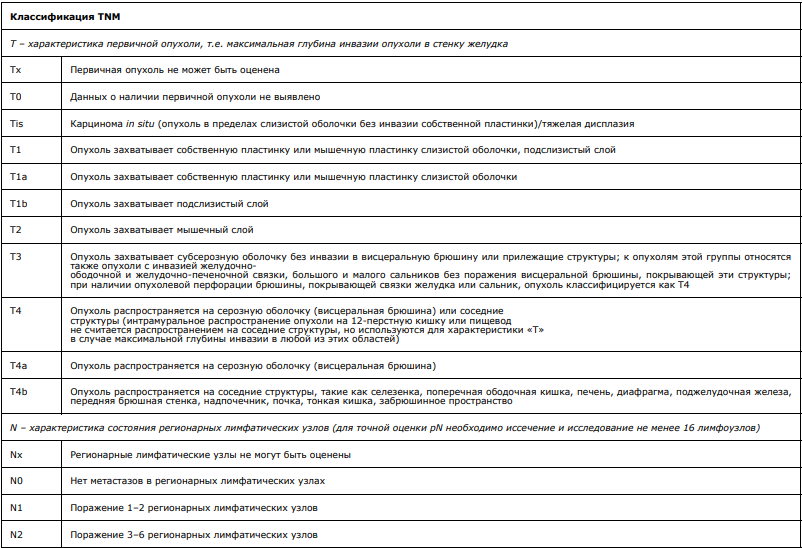 Классификация TNM
T – характеристика первичной опухоли, т.е. максимальная глубина инвазии опухоли в стенку желудка
Tx Первичная опухоль не может быть оценена
T0 Данных о наличии первичной опухоли не выявлено
Tis Карцинома in situ (опухоль в пределах слизистой оболочки без инвазии собственной пластинки)/тяжелая дисплазия
T1 Опухоль захватывает собственную пластинку или мышечную пластинку слизистой оболочки, подслизистый слой
T1a Опухоль захватывает собственную пластинку или мышечную пластинку слизистой оболочки
T1b Опухоль захватывает подслизистый слой
T2 Опухоль захватывает мышечный слой
T3 Опухоль захватывает субсерозную оболочку без инвазии в висцеральную брюшину или прилежащие структуры; к опухолям этой группы относятся
также опухоли с инвазией желудочно-
ободочной и желудочно-печеночной связки, большого и малого сальников без поражения висцеральной брюшины, покрывающей эти структуры;
при наличии опухолевой перфорации брюшины, покрывающей связки желудка или сальник, опухоль классифицируется как T4
T4 Опухоль распространяется на серозную оболочку (висцеральная брюшина) или соседние
структуры (интрамуральное распространение опухоли на 12-перстную кишку или пищевод
не считается распространением на соседние структуры, но используются для характеристики «Т»
в случае максимальной глубины инвазии в любой из этих областей)
T4a Опухоль распространяется на серозную оболочку (висцеральная брюшина)
T4b Опухоль распространяется на соседние структуры, такие как селезенка, поперечная ободочная кишка, печень, диафрагма, поджелудочная железа,
передняя брюшная стенка, надпочечник, почка, тонкая кишка, забрюшинное пространство
N – характеристика состояния регионарных лимфатических узлов (для точной оценки pN необходимо иссечение и исследование не менее 16 лимфоузлов)
Nx Регионарные лимфатические узлы не могут быть оценены
N0 Нет метастазов в регионарных лимфатических узлах
N1 Поражение 1–2 регионарных лимфатических узлов
N2 Поражение 3–6 регионарных лимфатических узлов